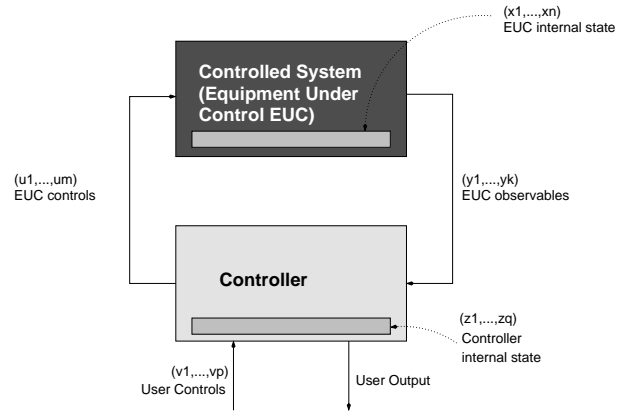 (x1,...,xn)
EUC internal state
Controlled System
(Equipment Under
Control EUC)
(u1,...,um)
EUC controls
(y1,...,yk)
EUC observables
Controller
(z1,...,zq)
Controller
internal state
(v1,...,vp)
User Controls
User Output